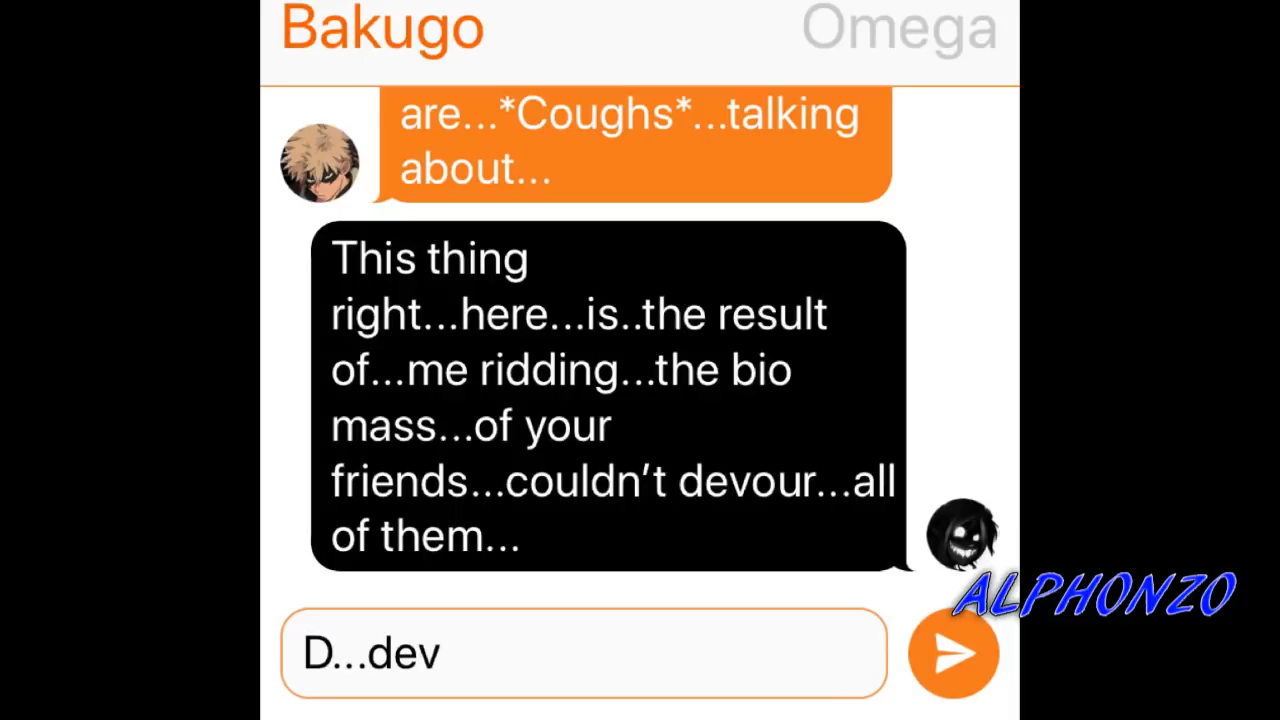 Bakugo Omega
are...*Coughs*...talking
about...
This thing
right...here...is..the result
of...me ridding...the bio
mass...of your
friends...couldn’t devour...all
of them...
ALPHONZO
D...dev